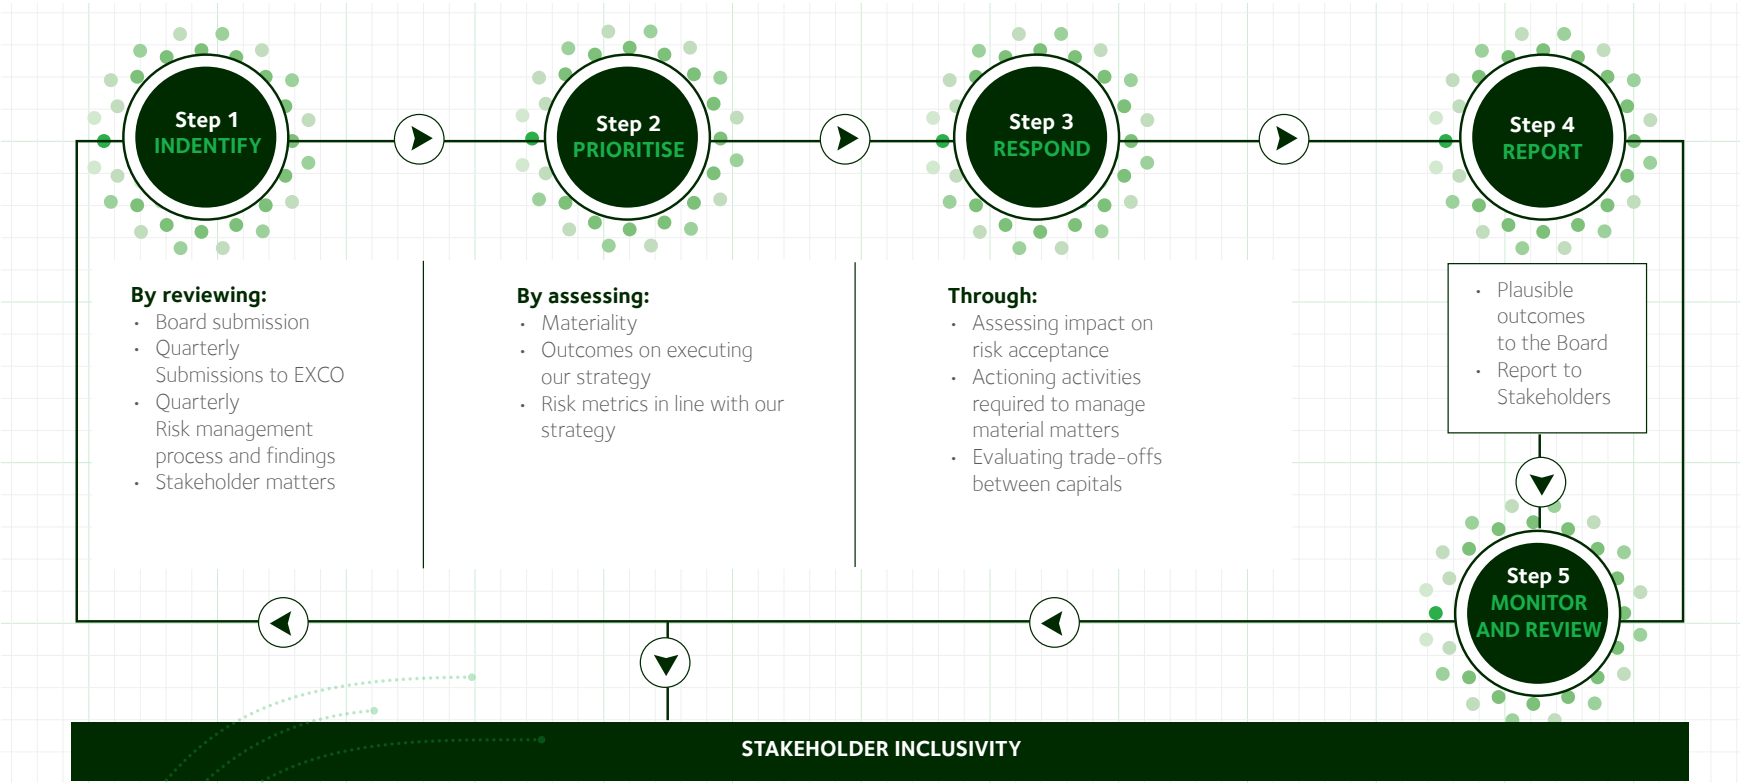 Step 1
INDENTIFY
Step 2
PRIORITISE
Step 3
RESPOND
Step 4
REPORT
By reviewing:
• Board submission
• Quarterly
Submissions to EXCO
• Quarterly
Risk management
process and findings
• Stakeholder matters
By assessing:
• Materiality
• Outcomes on executing
our strategy
• Risk metrics in line with our
strategy
Through:
• Assessing impact on
risk acceptance
• Actioning activities
required to manage
material matters
• Evaluating trade-offs
between capitals
• Plausible
outcomes
to the Board
• Report to
Stakeholders
Step 5
MONITOR
AND REVIEW
STAKEHOLDER INCLUSIVITY